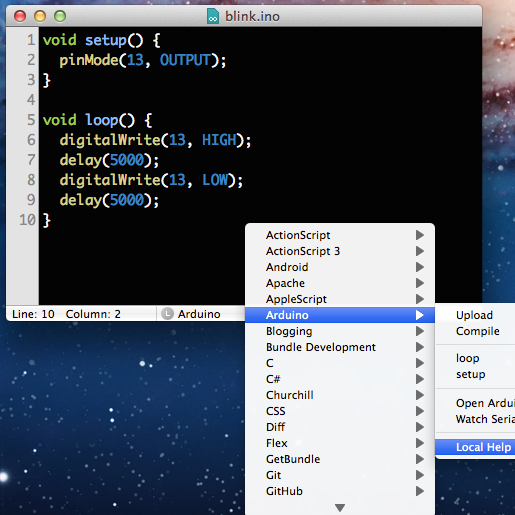 blink.ino
1 void setup() {
2 pinMode(13, OUTPUT);
3 }
4
5 void loop() {
6 digitalWrite(13, HIGH);
7 delay(5000);
8 digitalWrite(13, LOW);
9 delay(5000);
10 }
Line: 10 Column: 2 L Arduino
ActionScript
ActionScript 3
Android
Apache
AppleScript
Arduino
Blogging
Bundle Development
C
C#
Churchill
CSS
Diff
Flex
GetBundle
Git
GitHub
Upload
Compile
loop
setup
Open Ardui
Watch Seria
Local Help